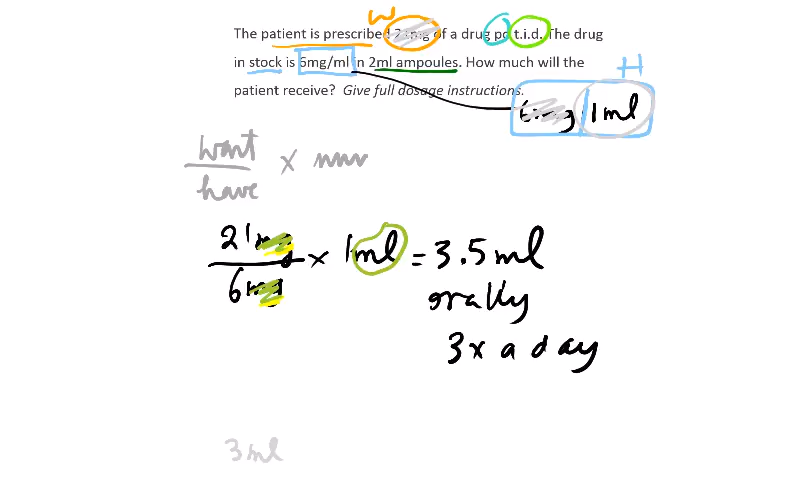 W
The patient is prescribed 21mg of a drug po t.i.d. The drug
H
in stock is 6mg/ml in 2ml ampoules. How much will the
patient receive? Give full dosage instructions.
6mg 1ml
want
have
x
21mg
6mg
x 1ml = 3.5ml
orally
3x a day
3ml